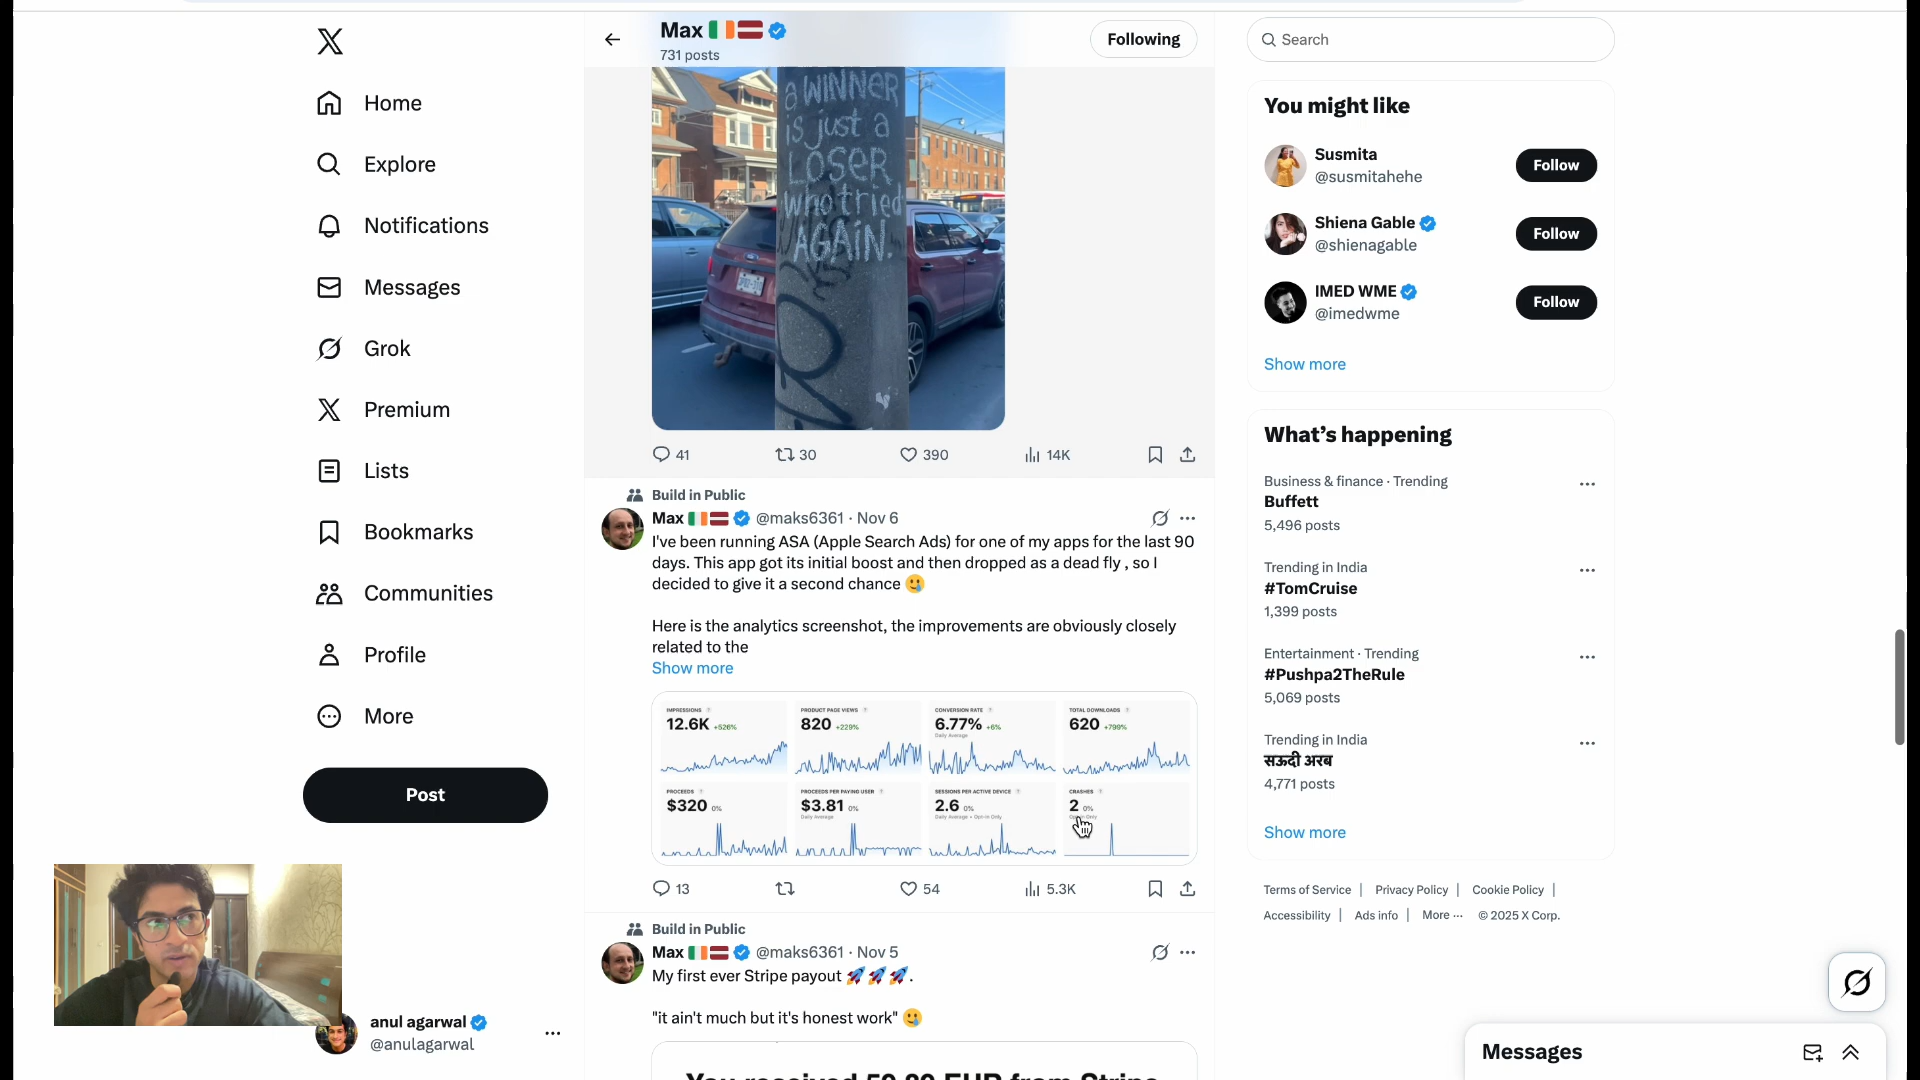 Max
731 posts
Following
Search
Home
Explore
Notifications
Messages
Grok
Premium
Lists
Bookmarks
Communities
Profile
More
Post
anul agarwal
@anulagarwal
a WINNER
is just a
LOSER
who tried
AGAiN.
41
30
390
14K
Build in Public
Max @maks6361 · Nov 6
I've been running ASA (Apple Search Ads) for one of my apps for the last 90
days. This app got its initial boost and then dropped as a dead fly , so I
decided to give it a second chance 🥲
Here is the analytics screenshot, the improvements are obviously closely
related to the
Show more
IMPRESSIONS
12.6K +526%
PRODUCT PAGE VIEWS
820 +229%
CONVERSION RATE
6.77% +6%
Daily Average
TOTAL DOWNLOADS
620 +799%
PROCEEDS
$320 0%
PROCEEDS PER PAYING USER
$3.81 0%
Daily Average
SESSIONS PER ACTIVE DEVICE
2.6 0%
Daily Average • Opt-In Only
CRASHES
2 0%
13
54
5.3K
Build in Public
Max @maks6361 · Nov 5
My first ever Stripe payout 🚀🚀🚀.
"it ain't much but it's honest work" 🥲
You might like
Susmita
@susmitahehe
Follow
Shiena Gable
@shienagable
Follow
IMED WME
@imedwme
Follow
Show more
What's happening
Business & finance · Trending
Buffett
5,496 posts
Trending in India
#TomCruise
1,399 posts
Entertainment · Trending
#Pushpa2TheRule
5,069 posts
Trending in India
सऊदी अरब
4,771 posts
Show more
Terms of Service | Privacy Policy | Cookie Policy |
Accessibility | Ads info | More ··· © 2025 X Corp.
Messages